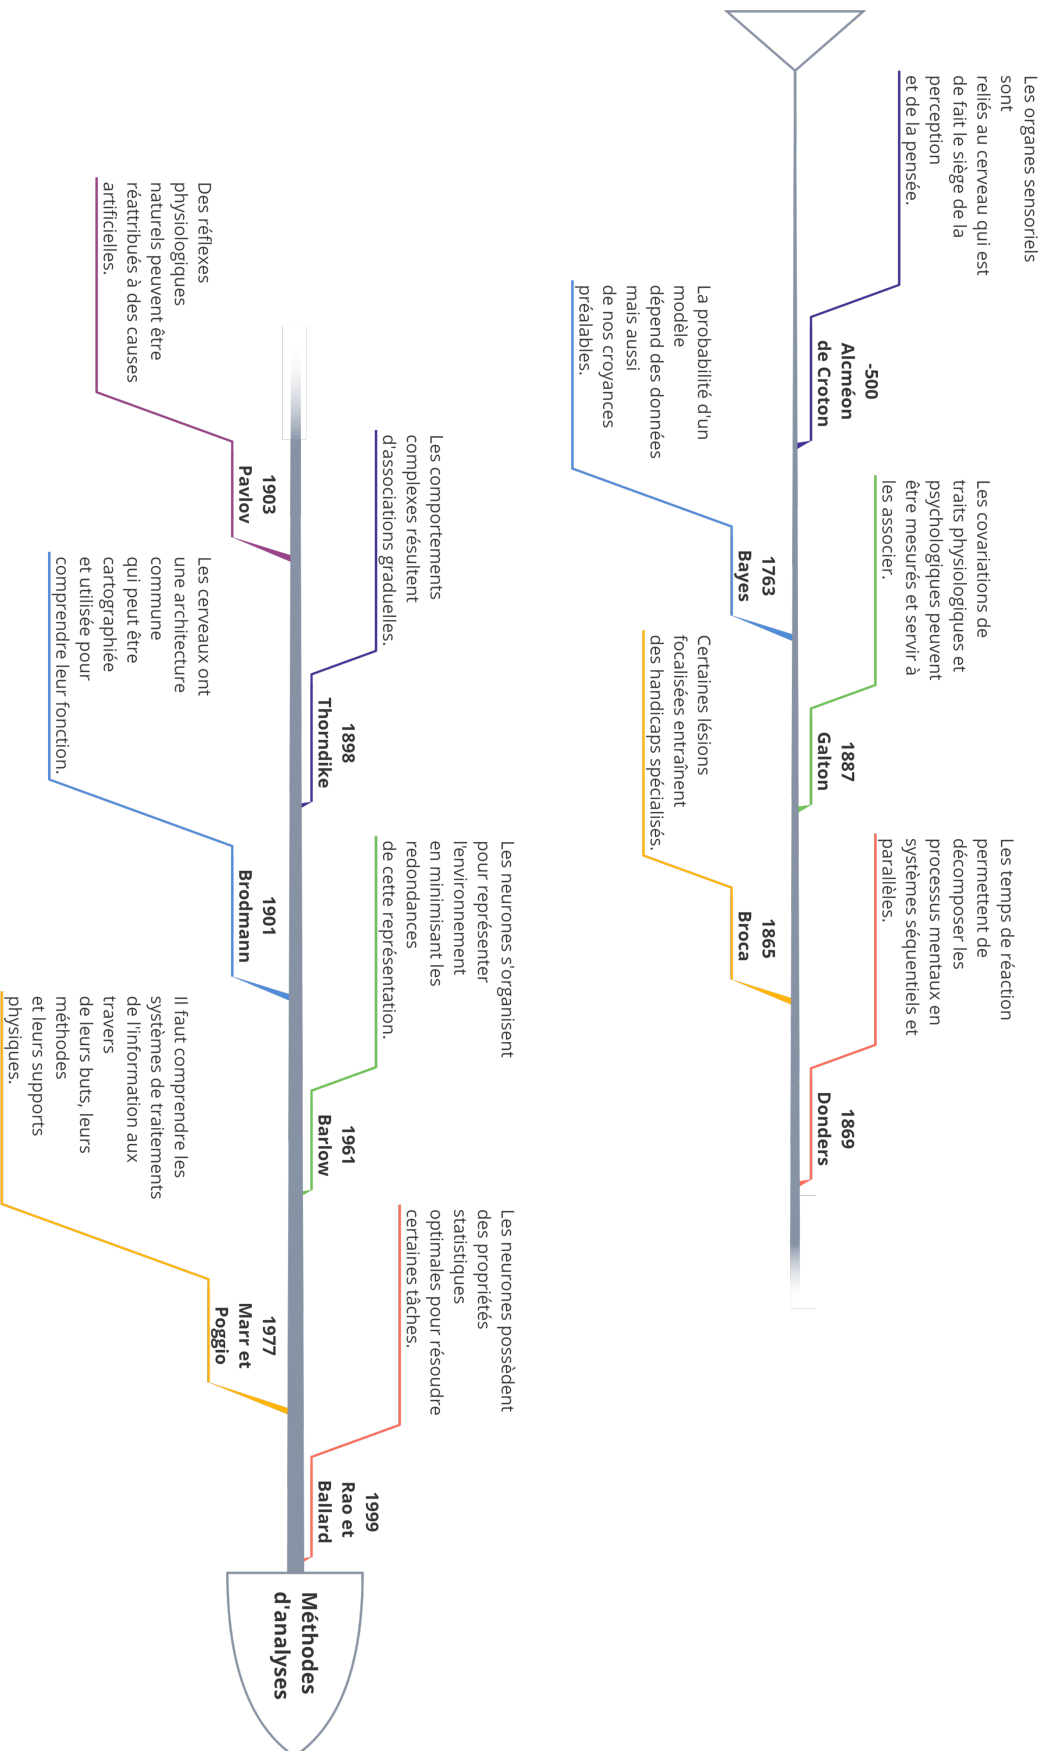 Les organes sensoriels
sont
reliés au cerveau qui est
de fait le siège de la
perception
et de la pensée.
-500
Alcméon
de Croton
Les covariations de
traits physiologiques et
psychologiques peuvent
être mesurés et servir à
les associer.
1887
Galton
Les temps de réaction
permettent de
décomposer les
processus mentaux en
systèmes séquentiels et
parallèles.
1869
Donders
La probabilité d'un
modèle
dépend des données
mais aussi
de nos croyances
préalables.
1763
Bayes
Certaines lésions
focalisées entraînent
des handicaps spécialisés.
1865
Broca
Les comportements
complexes résultent
d'associations graduelles.
1898
Thorndike
Les neurones s'organisent
pour représenter
l'environnement
en minimisant les
redondances
de cette représentation.
1961
Barlow
Les neurones possèdent
des propriétés
statistiques
optimales pour résoudre
certaines tâches.
1999
Rao et
Ballard
Des réflexes
physiologiques
naturels peuvent être
réattribués à des causes
artificielles.
1903
Pavlov
Les cerveaux ont
une architecture
commune
qui peut être
cartographiée
et utilisée pour
comprendre leur fonction.
1901
Brodmann
Il faut comprendre les
systèmes de traitements
de l'information aux
travers
de leurs buts, leurs
méthodes
et leurs supports
physiques.
1977
Marr et
Poggio
Méthodes
d'analyses